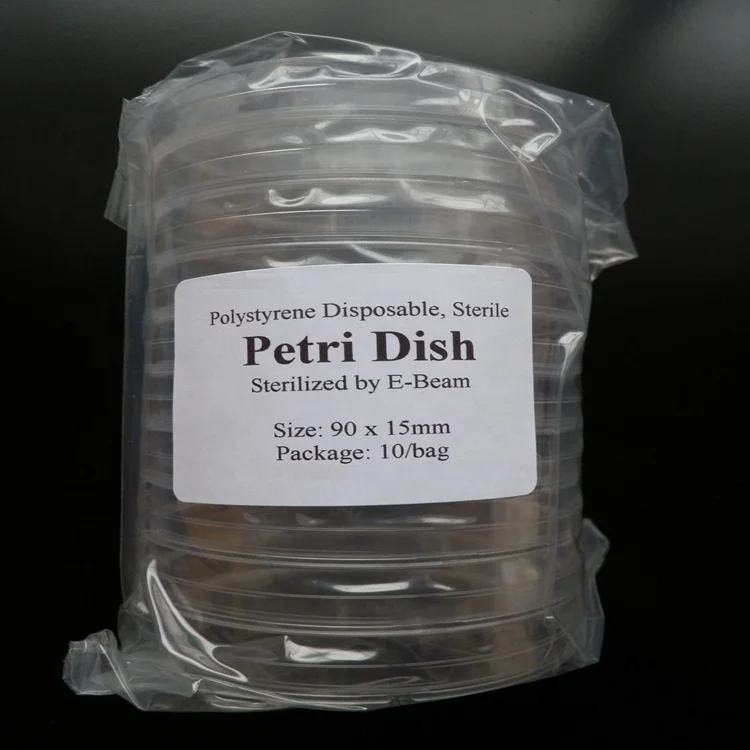 Polystyrene Disposable, Sterile
Petri Dish
Sterilized by E-Beam
Size: 90 x 15mm
Package: 10/bag